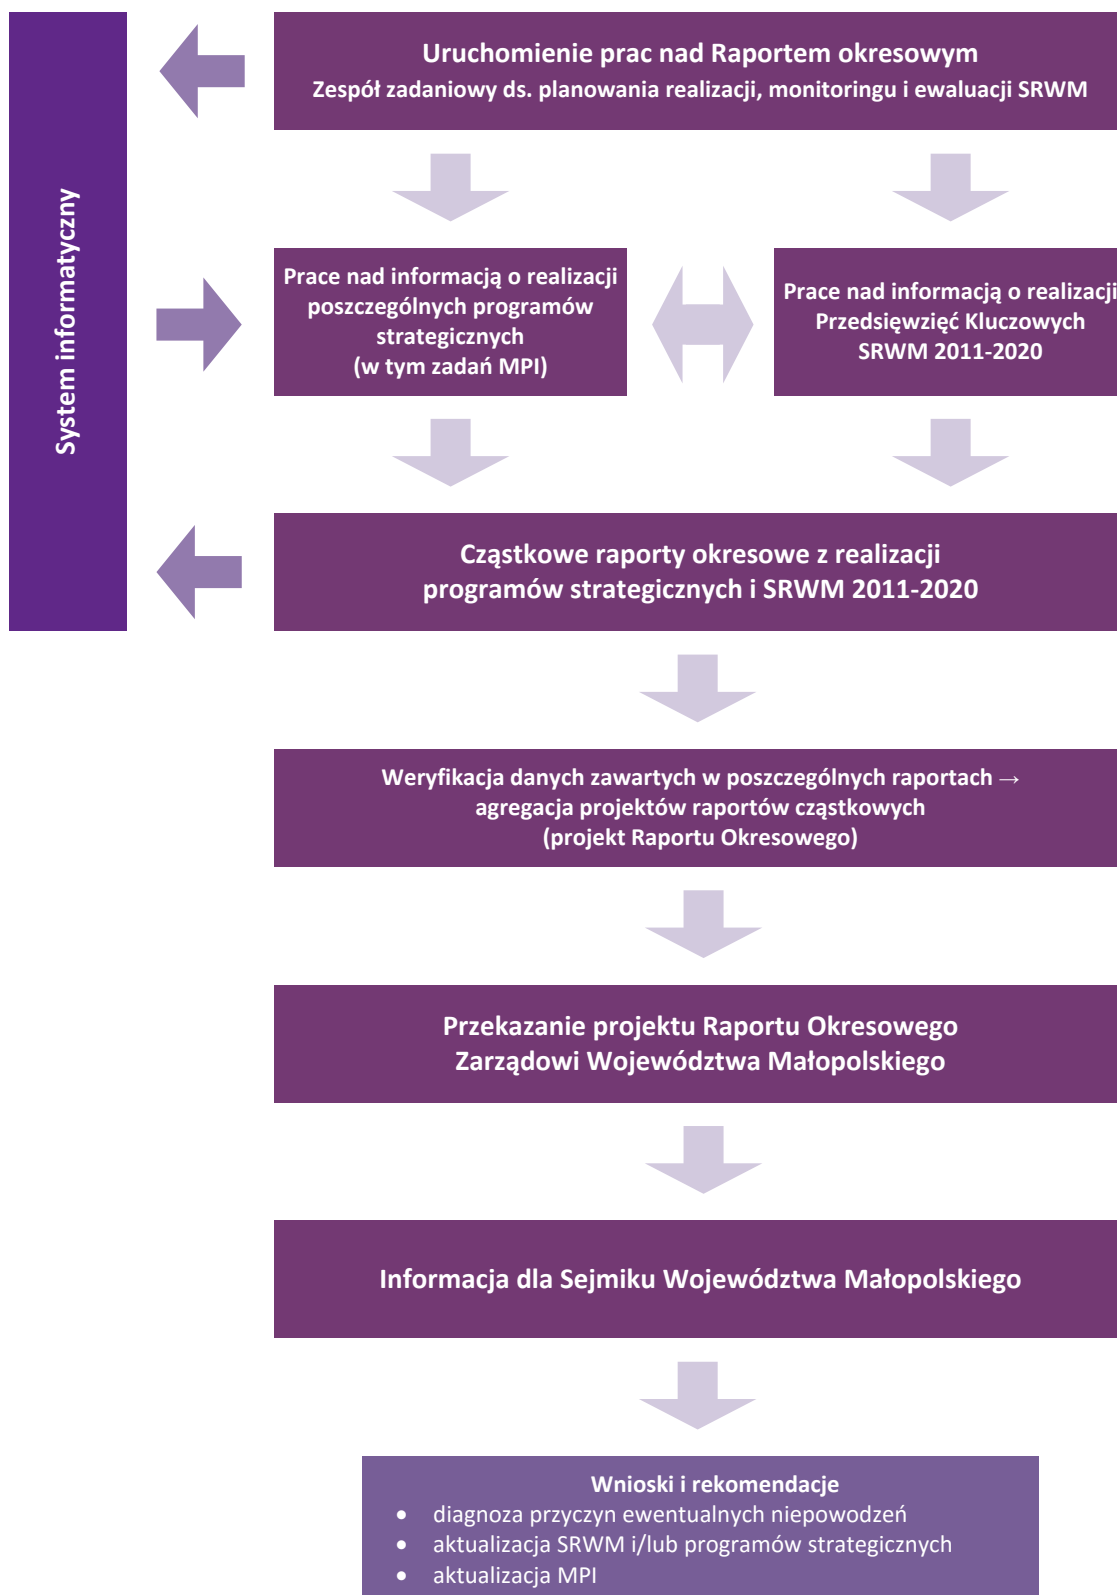 System informatyczny
Uruchomienie prac nad Raportem okresowym
Zespół zadaniowy ds. planowania realizacji, monitoringu i ewaluacji SRWM
Prace nad informacją o realizacji
poszczególnych programów
strategicznych
(w tym zadań MPI)
Prace nad informacją o realizacji
Przedsięwzięć Kluczowych
SRWM 2011-2020
Cząstkowe raporty okresowe z realizacji
programów strategicznych i SRWM 2011-2020
Weryfikacja danych zawartych w poszczególnych raportach →
agregacja projektów raportów cząstkowych
(projekt Raportu Okresowego)
Przekazanie projektu Raportu Okresowego
Zarządowi Województwa Małopolskiego
Informacja dla Sejmiku Województwa Małopolskiego
Wnioski i rekomendacje
• diagnoza przyczyn ewentualnych niepowodzeń
• aktualizacja SRWM i/lub programów strategicznych
• aktualizacja MPI